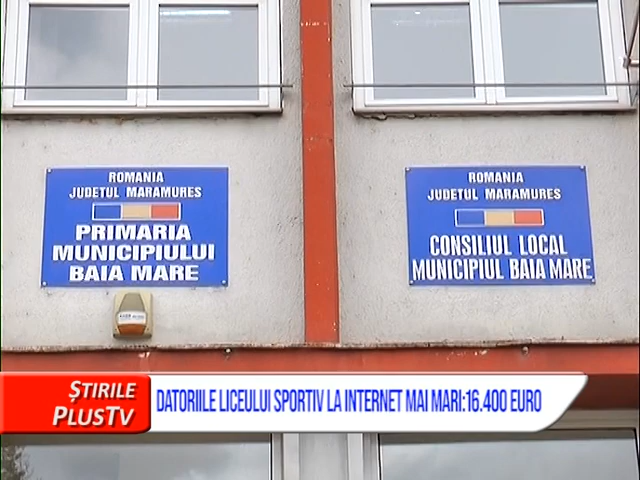 ROMANIA
JUDETUL MARAMURES
PRIMARIA
MUNICIPIULUI
BAIA MARE
ROMANIA
JUDETUL MARAMURES
CONSILIUL LOCAL
MUNICIPIUL BAIA MARE
ȘTIRILE
PLUSTV
DATORIILE LICEULUI SPORTIV LA INTERNET MAI MARI:16.400 EURO